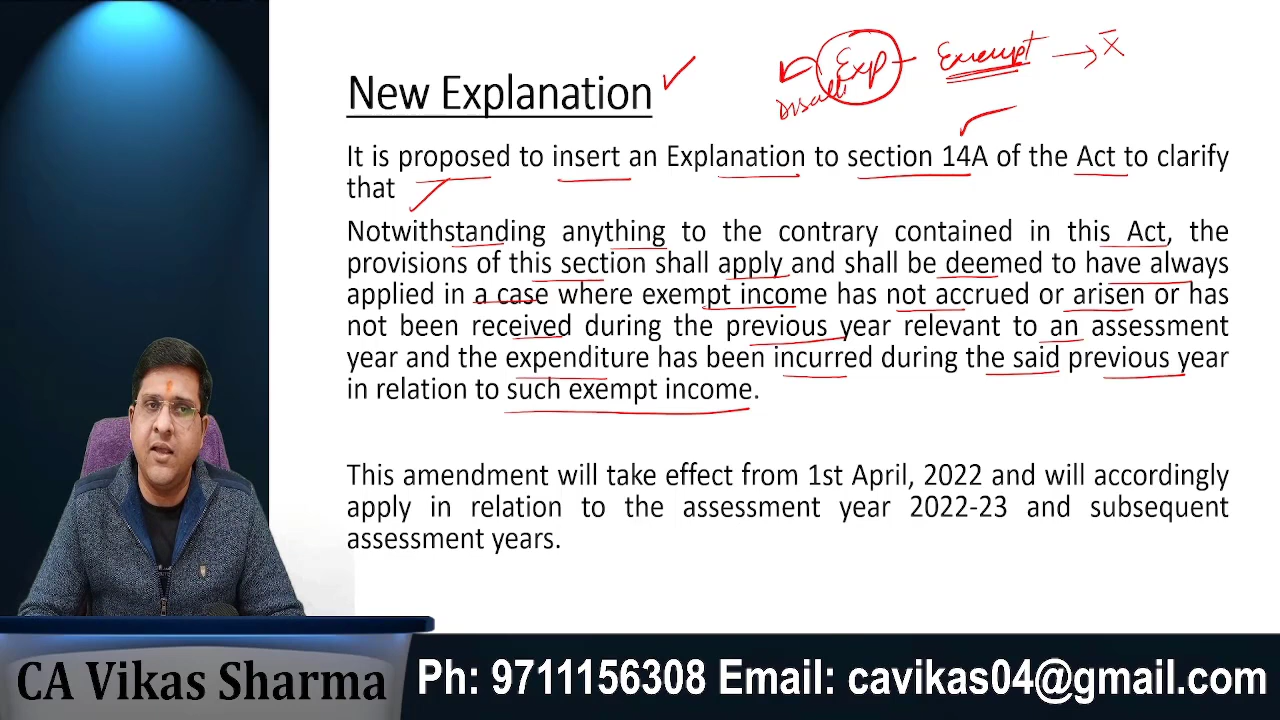 Exp Exempt → x̄
Disall
New Explanation
It is proposed to insert an Explanation to section 14A of the Act to clarify
that
Notwithstanding anything to the contrary contained in this Act, the
provisions of this section shall apply and shall be deemed to have always
applied in a case where exempt income has not accrued or arisen or has
not been received during the previous year relevant to an assessment
year and the expenditure has been incurred during the said previous year
in relation to such exempt income.
This amendment will take effect from 1st April, 2022 and will accordingly
apply in relation to the assessment year 2022-23 and subsequent
assessment years.
CA Vikas Sharma
Ph: 9711156308 Email: cavikas04@gmail.com